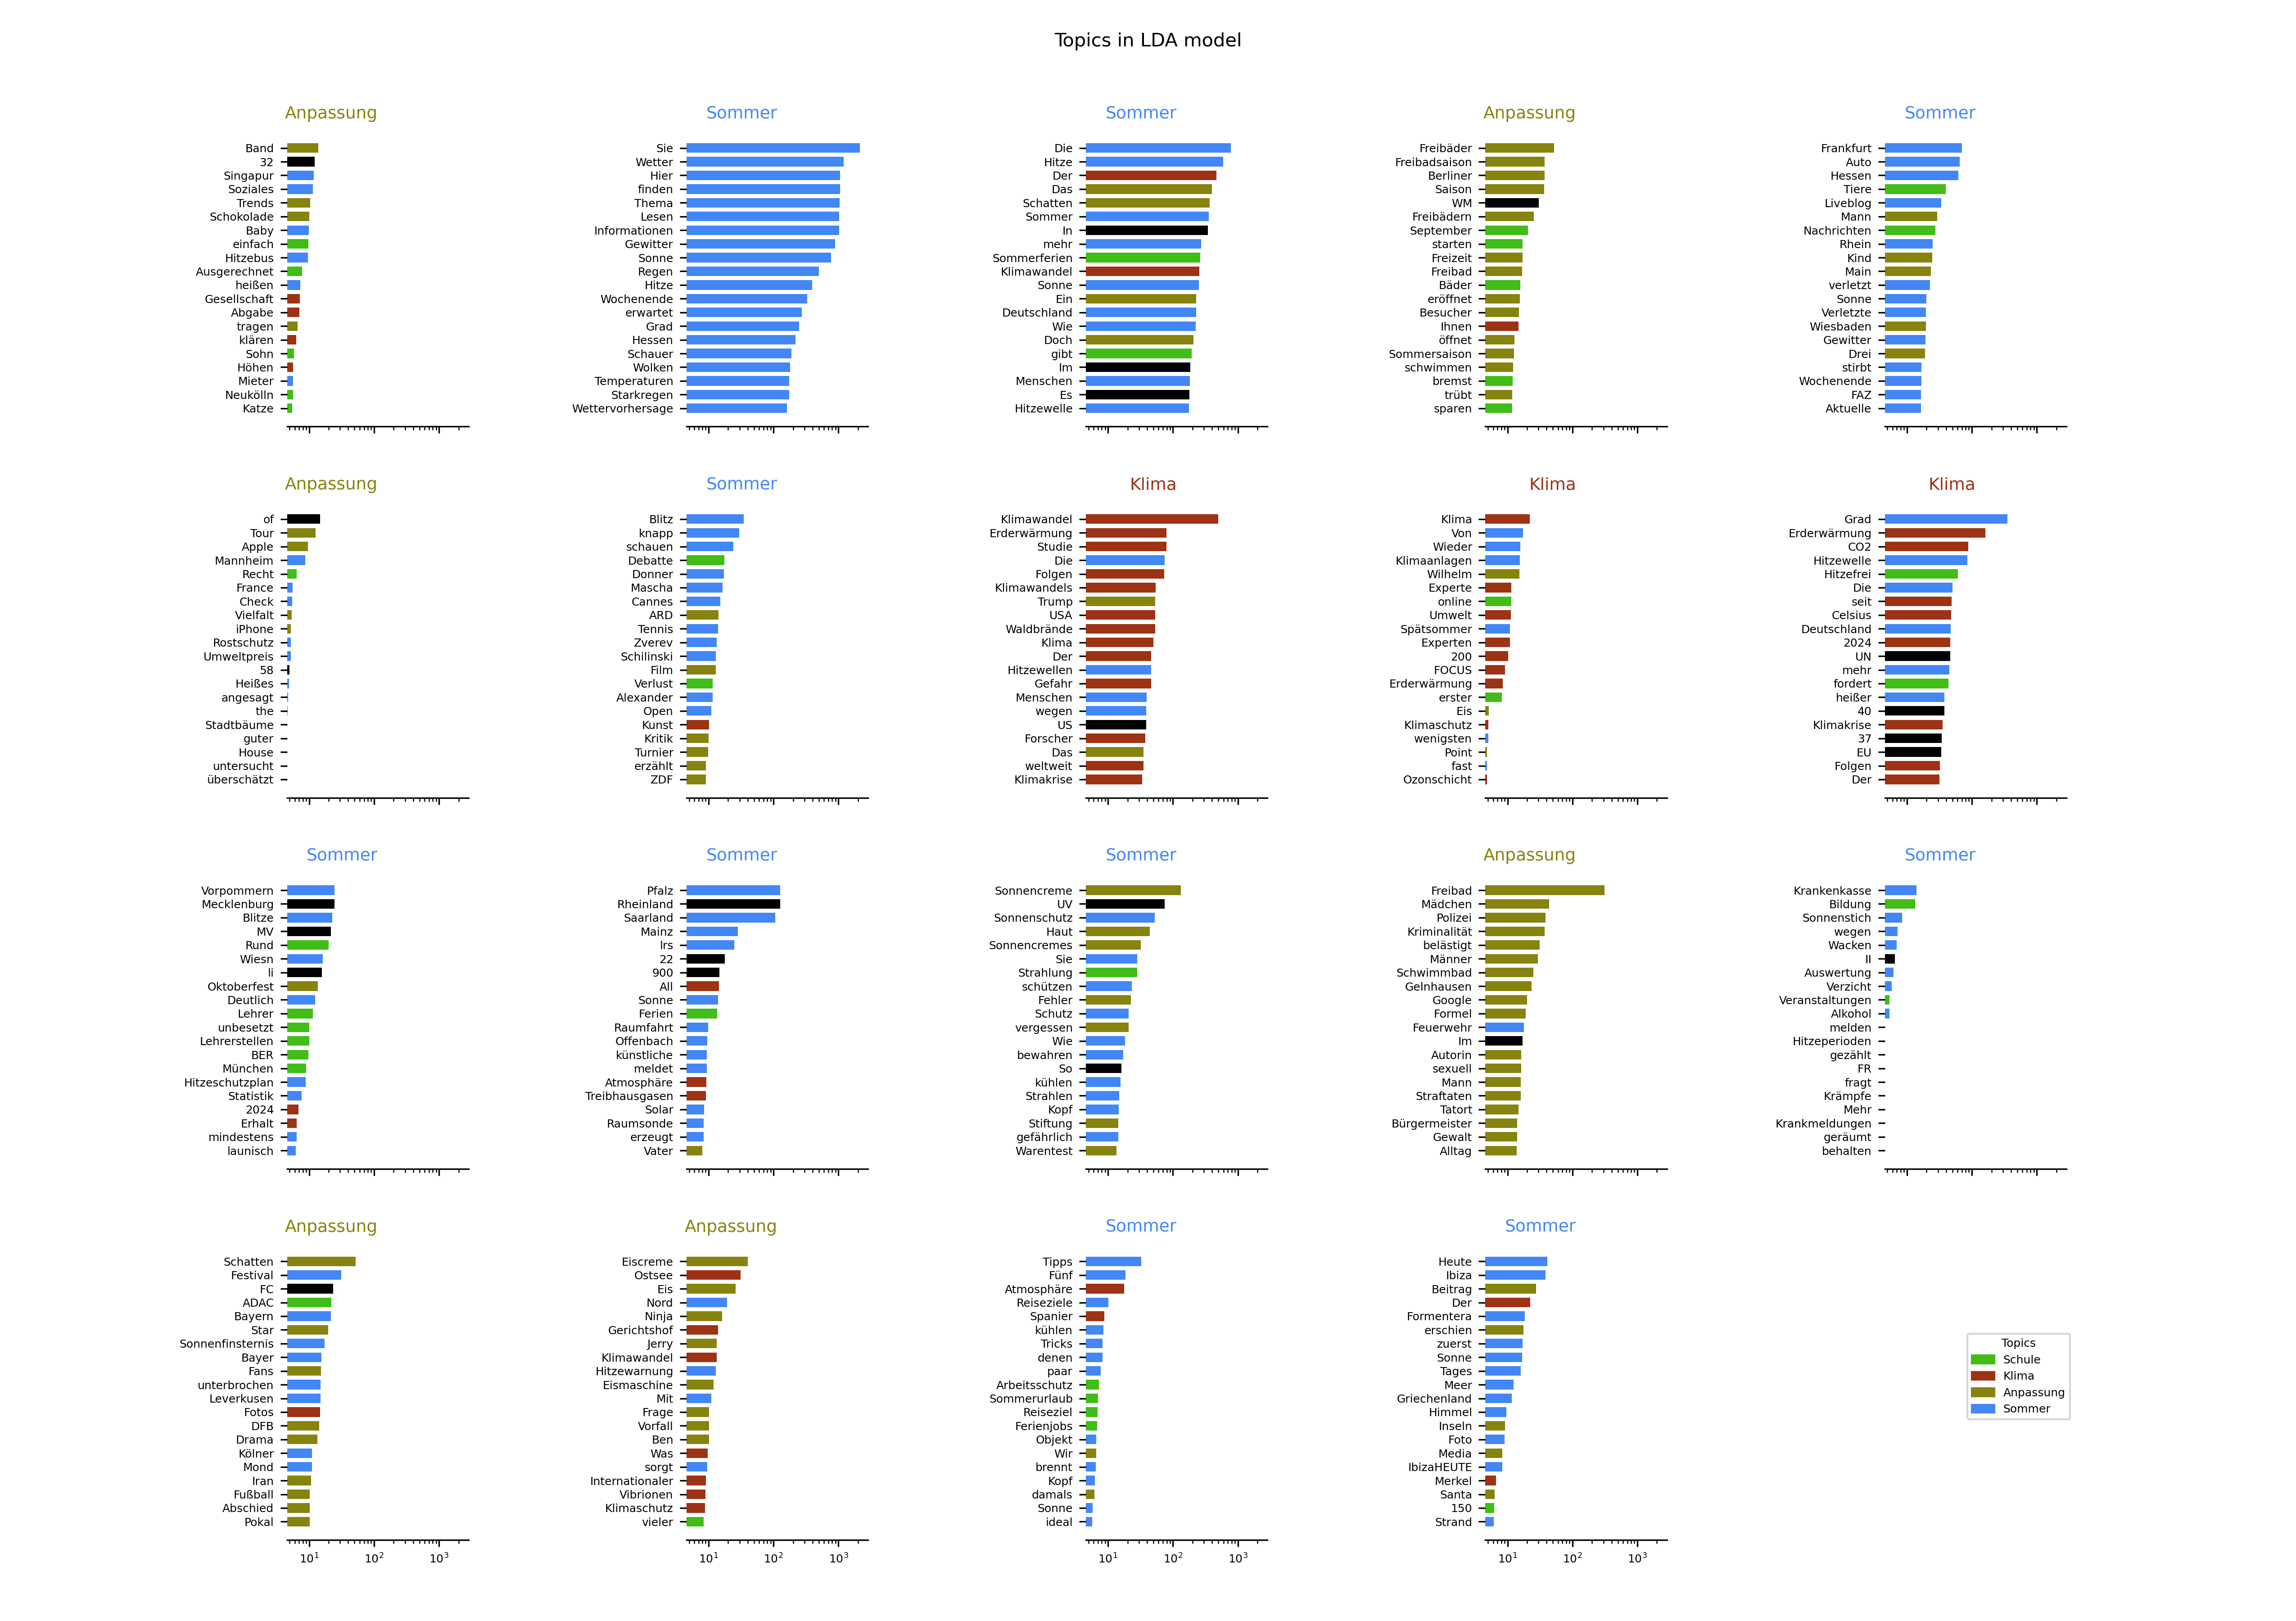 Topics in LDA model
Anpassung
Band
32
Singapur
Soziales
Trends
Schokolade
Baby
einfach
Hitzebus
Ausgerechnet
heißen
Gesellschaft
Abgabe
tragen
klären
Sohn
Höhen
Mieter
Neukölln
Katze
Sommer
Sie
Wetter
Hier
finden
Thema
Lesen
Informationen
Gewitter
Sonne
Regen
Hitze
Wochenende
erwartet
Grad
Hessen
Schauer
Wolken
Temperaturen
Starkregen
Wettervorhersage
Sommer
Die
Hitze
Der
Das
Schatten
Sommer
In
mehr
Sommerferien
Klimawandel
Sonne
Ein
Deutschland
Wie
Doch
gibt
Im
Menschen
Es
Hitzewelle
Anpassung
Freibäder
Freibadsaison
Berliner
Saison
WM
Freibädern
September
starten
Freizeit
Freibad
Bäder
eröffnet
Besucher
Ihnen
öffnet
Sommersaison
schwimmen
bremst
trübt
sparen
Sommer
Frankfurt
Auto
Hessen
Tiere
Liveblog
Mann
Nachrichten
Rhein
Kind
Main
verletzt
Sonne
Verletzte
Wiesbaden
Gewitter
Drei
stirbt
Wochenende
FAZ
Aktuelle
Anpassung
of
Tour
Apple
Mannheim
Recht
France
Check
Vielfalt
iPhone
Rostschutz
Umweltpreis
58
Heißes
angesagt
the
Stadtbäume
guter
House
untersucht
überschätzt
Sommer
Blitz
knapp
schauen
Debatte
Donner
Mascha
Cannes
ARD
Tennis
Zverev
Schilinski
Film
Verlust
Alexander
Open
Kunst
Kritik
Turnier
erzählt
ZDF
Klima
Klimawandel
Erderwärmung
Studie
Die
Folgen
Klimawandels
Trump
USA
Waldbrände
Klima
Der
Hitzewellen
Gefahr
Menschen
wegen
US
Forscher
Das
weltweit
Klimakrise
Klima
Klima
Von
Wieder
Klimaanlagen
Wilhelm
Experte
online
Umwelt
Spätsommer
Experten
200
FOCUS
Erderwärmung
erster
Eis
Klimaschutz
wenigsten
Point
fast
Ozonschicht
Klima
Grad
Erderwärmung
CO2
Hitzewelle
Hitzefrei
Die
seit
Celsius
Deutschland
2024
UN
mehr
fordert
heißer
40
Klimakrise
37
EU
Folgen
Der
Sommer
Vorpommern
Mecklenburg
Blitze
MV
Rund
Wiesn
li
Oktoberfest
Deutlich
Lehrer
unbesetzt
Lehrerstellen
BER
München
Hitzeschutzplan
Statistik
2024
Erhalt
mindestens
launisch
Sommer
Pfalz
Rheinland
Saarland
Mainz
Irs
22
900
All
Sonne
Ferien
Raumfahrt
Offenbach
künstliche
meldet
Atmosphäre
Treibhausgasen
Solar
Raumsonde
erzeugt
Vater
Sommer
Sonnencreme
UV
Sonnenschutz
Haut
Sonnencremes
Sie
Strahlung
schützen
Fehler
Schutz
vergessen
Wie
bewahren
So
kühlen
Strahlen
Kopf
Stiftung
gefährlich
Warentest
Anpassung
Freibad
Mädchen
Polizei
Kriminalität
belästigt
Männer
Schwimmbad
Gelnhausen
Google
Formel
Feuerwehr
Im
Autorin
sexuell
Mann
Straftaten
Tatort
Bürgermeister
Gewalt
Alltag
Sommer
Krankenkasse
Bildung
Sonnenstich
wegen
Wacken
II
Auswertung
Verzicht
Veranstaltungen
Alkohol
melden
Hitzeperioden
gezählt
FR
fragt
Krämpfe
Mehr
Krankmeldungen
geräumt
behalten
Anpassung
Schatten
Festival
FC
ADAC
Bayern
Star
Sonnenfinsternis
Bayer
Fans
unterbrochen
Leverkusen
Fotos
DFB
Drama
Kölner
Mond
Iran
Fußball
Abschied
Pokal
10¹ 10² 10³
Anpassung
Eiscreme
Ostsee
Eis
Nord
Ninja
Gerichtshof
Jerry
Klimawandel
Hitzewarnung
Eismaschine
Mit
Frage
Vorfall
Ben
Was
sorgt
Internationaler
Vibrionen
Klimaschutz
vieler
10¹ 10² 10³
Sommer
Tipps
Fünf
Atmosphäre
Reiseziele
Spanier
kühlen
Tricks
denen
paar
Arbeitsschutz
Sommerurlaub
Reiseziel
Ferienjobs
Objekt
Wir
brennt
Kopf
damals
Sonne
ideal
10¹ 10² 10³
Sommer
Heute
Ibiza
Beitrag
Der
Formentera
erschien
zuerst
Sonne
Tages
Meer
Griechenland
Himmel
Inseln
Foto
Media
IbizaHEUTE
Merkel
Santa
150
Strand
10¹ 10² 10³
Topics
Schule
Klima
Anpassung
Sommer